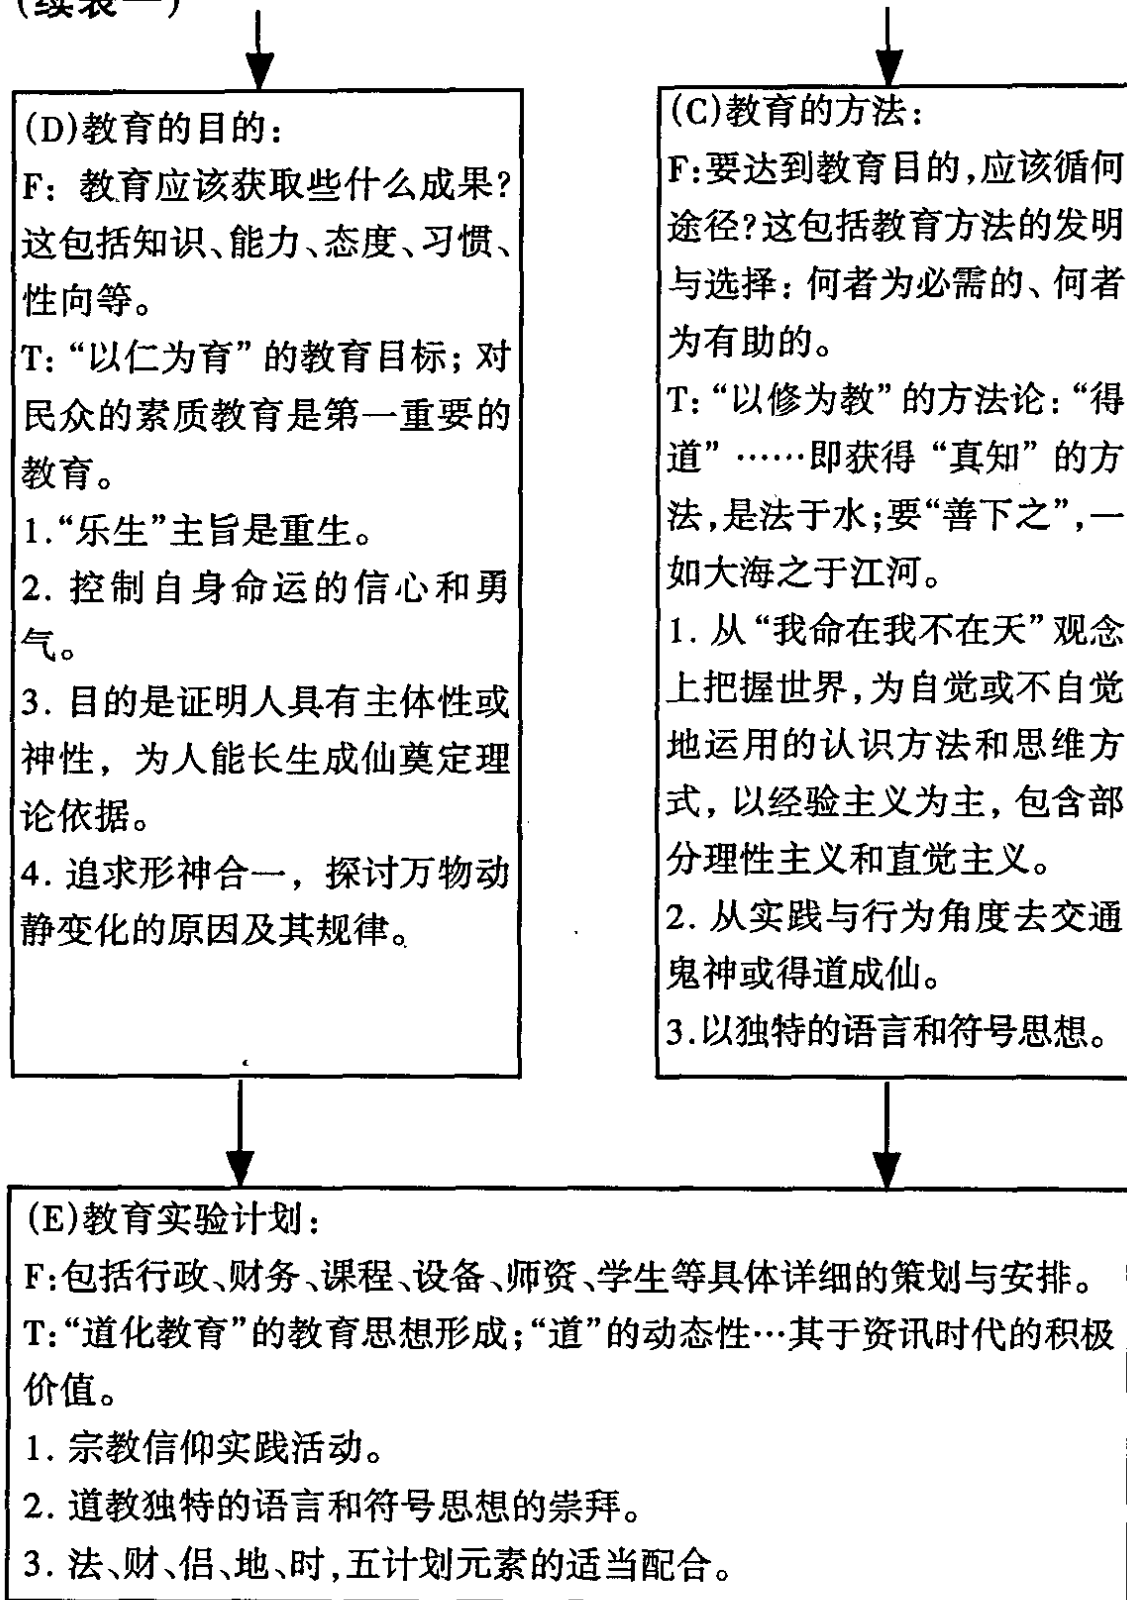 (续表一)
(D)教育的目的:
F: 教育应该获取些什么成果?
这包括知识、能力、态度、习惯、
性向等。
T: “以仁为育” 的教育目标; 对
民众的素质教育是第一重要的
教育。
1.“乐生”主旨是重生。
2. 控制自身命运的信心和勇
气。
3. 目的是证明人具有主体性或
神性, 为人能长生成仙奠定理
论依据。
4. 追求形神合一, 探讨万物动
静变化的原因及其规律。
(C)教育的方法:
F:要达到教育目的,应该循何
途径?这包括教育方法的发明
与选择: 何者为必需的、何者
为有助的。
T: “以修为教” 的方法论: “得
道” ……即获得 “真知” 的方
法,是法于水;要“善下之”,一
如大海之于江河。
1. 从“我命在我不在天” 观念
上把握世界,为自觉或不自觉
地运用的认识方法和思维方
式, 以经验主义为主, 包含部
分理性主义和直觉主义。
2. 从实践与行为角度去交通
鬼神或得道成仙。
3.以独特的语言和符号思想。
(E)教育实验计划:
F:包括行政、财务、课程、设备、师资、学生等具体详细的策划与安排。
T:“道化教育”的教育思想形成;“道”的动态性…其于资讯时代的积极
价值。
1. 宗教信仰实践活动。
2. 道教独特的语言和符号思想的崇拜。
3. 法、财、侣、地、时,五计划元素的适当配合。